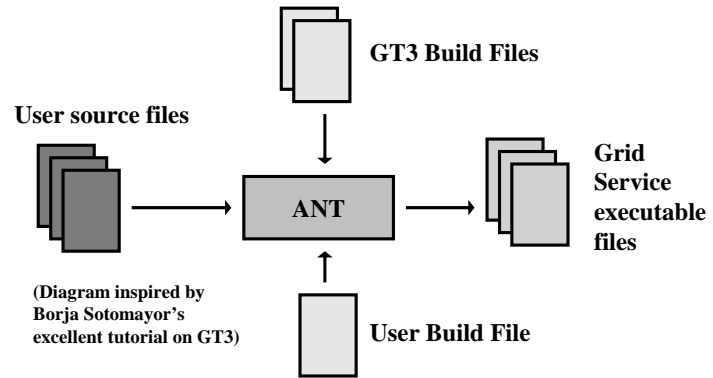 GT3 Build Files
User source files
Grid
Service
executable
files
ANT
(Diagram inspired by
Borja Sotomayor’s
excellent tutorial on GT3)
User Build File